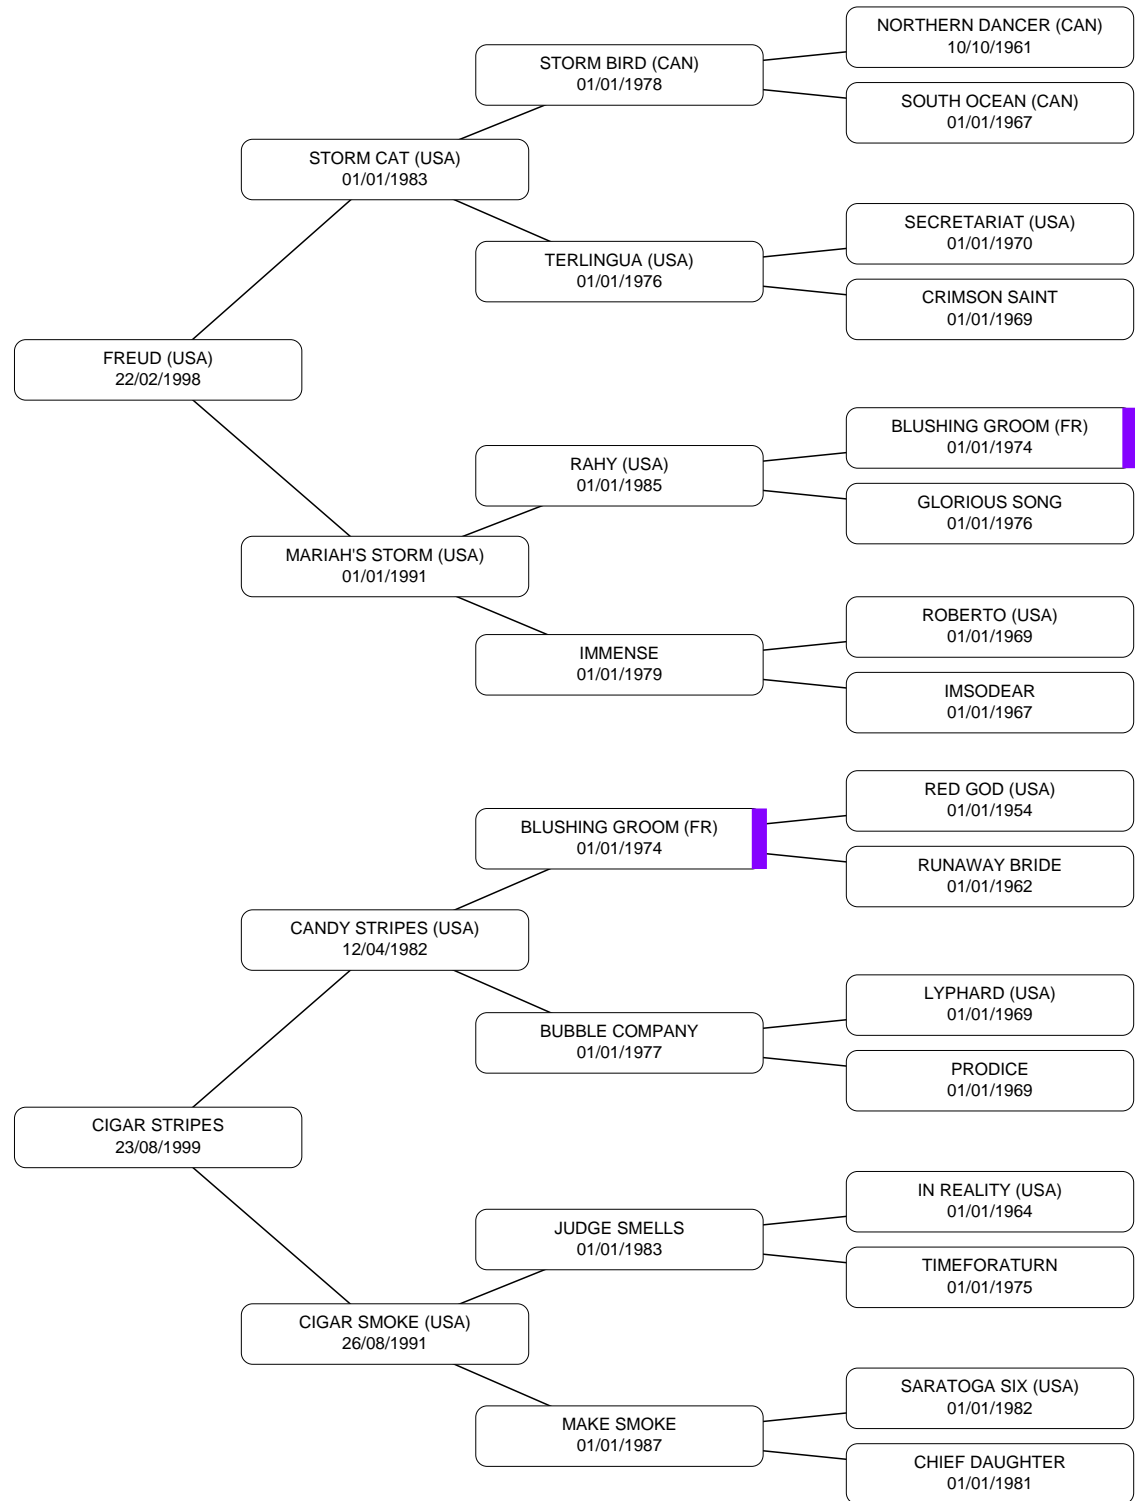 NORTHERN DANCER (CAN)
10/10/1961
STORM BIRD (CAN)
01/01/1978
SOUTH OCEAN (CAN)
01/01/1967
STORM CAT (USA)
01/01/1983
SECRETARIAT (USA)
01/01/1970
TERLINGUA (USA)
01/01/1976
CRIMSON SAINT
01/01/1969
FREUD (USA)
22/02/1998
BLUSHING GROOM (FR)
01/01/1974
RAHY (USA)
01/01/1985
GLORIOUS SONG
01/01/1976
MARIAH'S STORM (USA)
01/01/1991
ROBERTO (USA)
01/01/1969
IMMENSE
01/01/1979
IMSODEAR
01/01/1967
RED GOD (USA)
01/01/1954
BLUSHING GROOM (FR)
01/01/1974
RUNAWAY BRIDE
01/01/1962
CANDY STRIPES (USA)
12/04/1982
LYPHARD (USA)
01/01/1969
BUBBLE COMPANY
01/01/1977
PRODICE
01/01/1969
CIGAR STRIPES
23/08/1999
IN REALITY (USA)
01/01/1964
JUDGE SMELLS
01/01/1983
TIMEFORATURN
01/01/1975
CIGAR SMOKE (USA)
26/08/1991
SARATOGA SIX (USA)
01/01/1982
MAKE SMOKE
01/01/1987
CHIEF DAUGHTER
01/01/1981